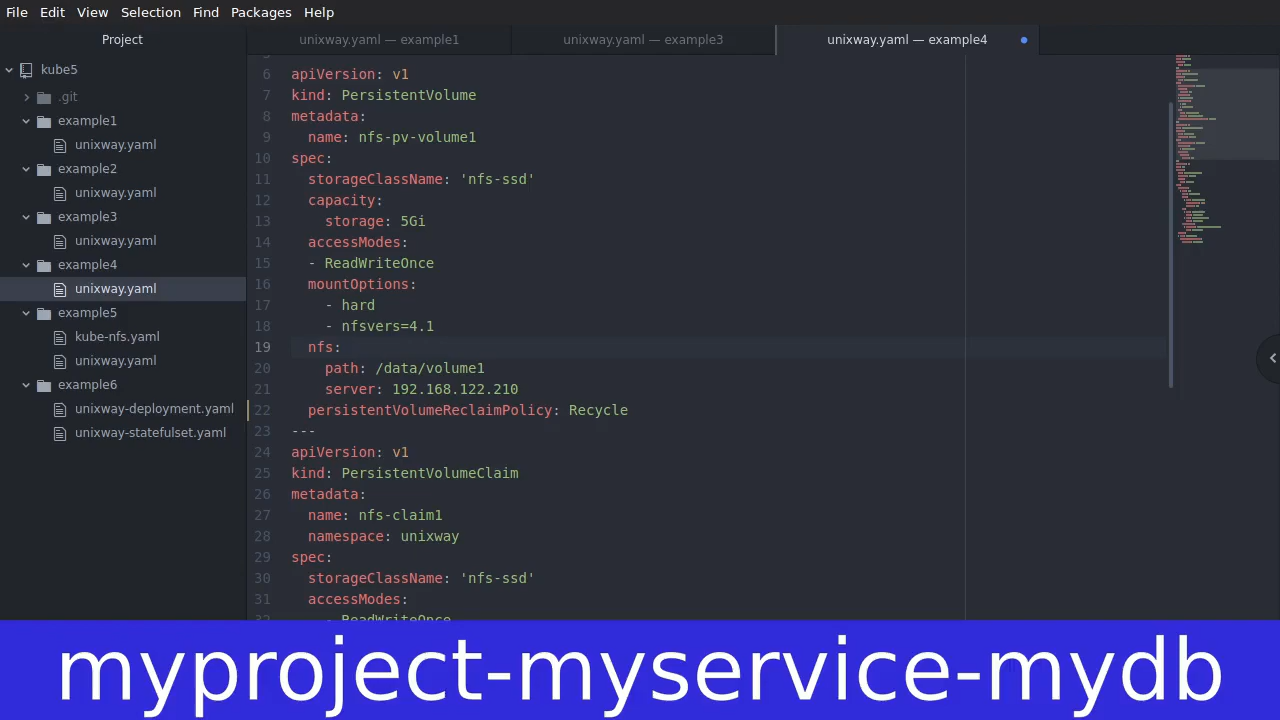 File Edit View Selection Find Packages Help
Project
unixway.yaml — example1
unixway.yaml — example3
unixway.yaml — example4
kube5
.git
example1
unixway.yaml
example2
unixway.yaml
example3
unixway.yaml
example4
unixway.yaml
example5
kube-nfs.yaml
unixway.yaml
example6
unixway-deployment.yaml
unixway-statefulset.yaml
6 apiVersion: v1
7 kind: PersistentVolume
8 metadata:
9 name: nfs-pv-volume1
10 spec:
11 storageClassName: 'nfs-ssd'
12 capacity:
13 storage: 5Gi
14 accessModes:
15 - ReadWriteOnce
16 mountOptions:
17 - hard
18 - nfsvers=4.1
19 nfs:
20 path: /data/volume1
21 server: 192.168.122.210
22 persistentVolumeReclaimPolicy: Recycle
23 ---
24 apiVersion: v1
25 kind: PersistentVolumeClaim
26 metadata:
27 name: nfs-claim1
28 namespace: unixway
29 spec:
30 storageClassName: 'nfs-ssd'
31 accessModes:
32 - ReadWriteOnce
myproject-myservice-mydb